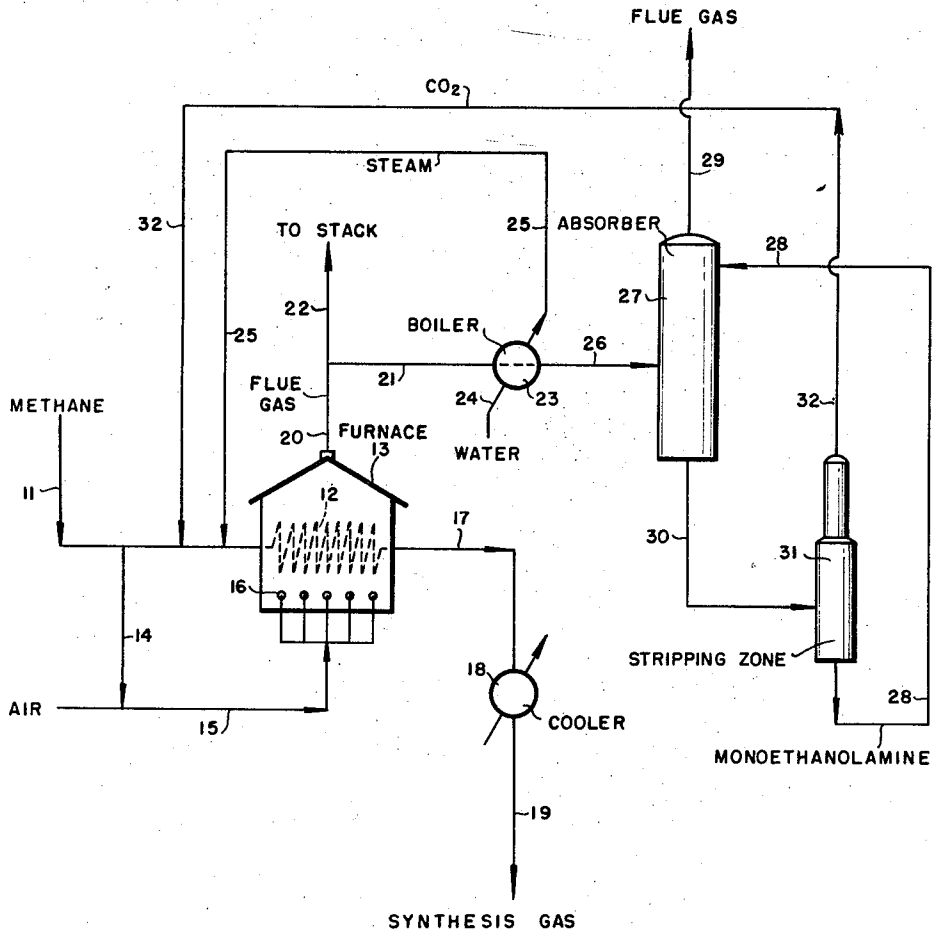 FLUE GAS
CO2
STEAM
29
32
TO STACK
25
ABSORBER
28
27
22
25
BOILER
26
21
FLUE
GAS
24
23
32
METHANE
20
FURNACE
13
WATER
11
12
17
30
31
16
14
STRIPPING ZONE
18
28
AIR
15
COOLER
MONOETHANOLAMINE
19
SYNTHESIS GAS